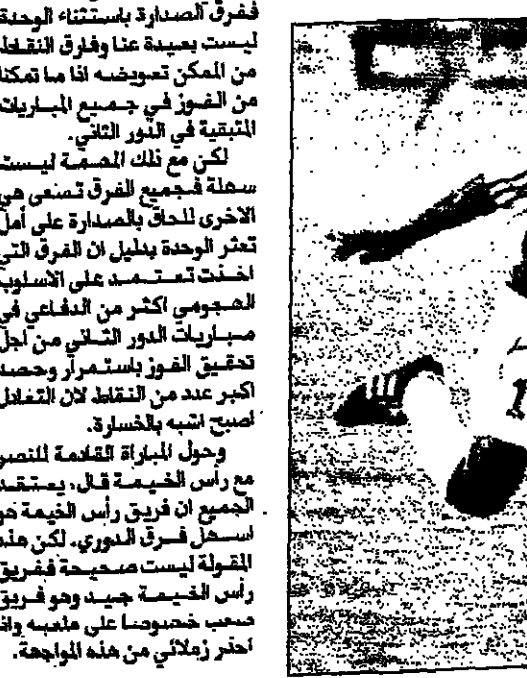 ففرق الصدارة باستثناء الوحدة
ليست بعيدة عنا وفارق النقاط
من الممكن تعويضه اذا ما تمكنا
من الفوز في جميع المباريات
المتبقية في الدور الثاني.
لكن مع ذلك المهمة ليست
سهلة فجميع الفرق تسعى هي
الاخرى للحاق بالصدارة على أمل
تعثر الوحدة بدليل ان الفرق التي
اخذت تعتمد على الاسلوب
الهجومي اكثر من الدفاعي في
مباريات الدور الثاني من اجل
تحقيق الفوز باستمرار وحصد
اكبر عدد من النقاط لان التعادل
اصبح اشبه بالخسارة.
وحول المباراة القادمة للنصر
مع رأس الخيمة قال، يعتقد
الجميع ان فريق رأس الخيمة هو
اسهل فرق الدوري. لكن هذه
المقولة ليست صحيحة ففريق
رأس الخيمة جيد وهو فريق
صعب خصوصا على ملعبه وانا
احذر زملائي من هذه المواجهة.